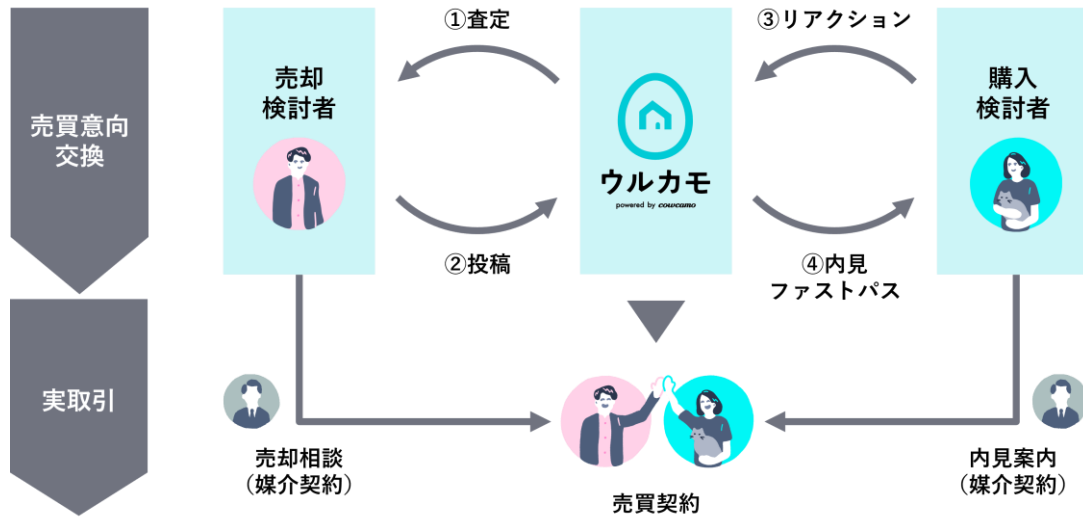 売買意向
交換
実取引
①査定
③リアクション
売却
検討者
購入
検討者
ウルカモ
powered by cowcamo
②投稿
④内見
ファストパス
売却相談
（媒介契約）
売買契約
内見案内
（媒介契約）